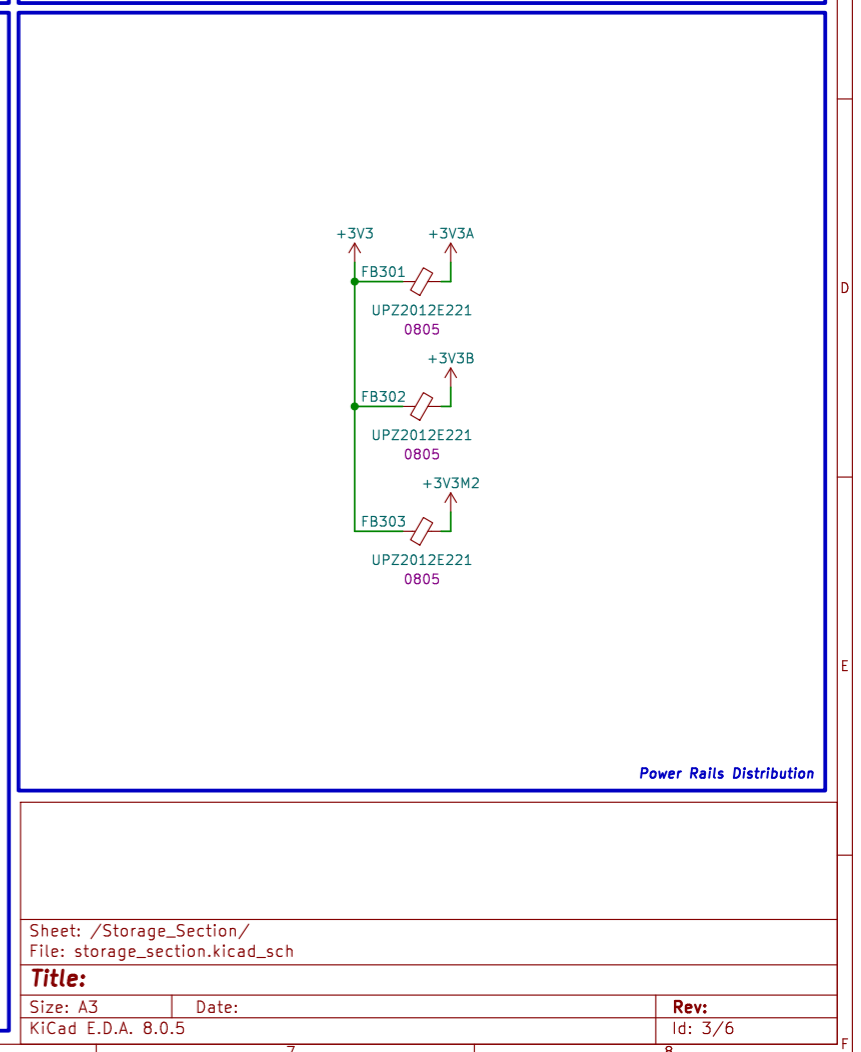 +3V3 +3V3A
FB301
UPZ2012E221
0805
+3V3B
FB302
UPZ2012E221
0805
+3V3M2
FB303
UPZ2012E221
0805
D
E
Power Rails Distribution
Sheet: /Storage_Section/
File: storage_section.kicad_sch
Title:
Size: A3 Date: Rev:
KiCad E.D.A. 8.0.5 Id: 3/6
7 8 F